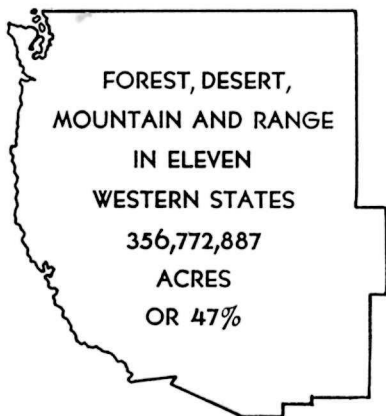 FOREST, DESERT,
MOUNTAIN AND RANGE
IN ELEVEN
WESTERN STATES
356,772,887
ACRES
OR 47%